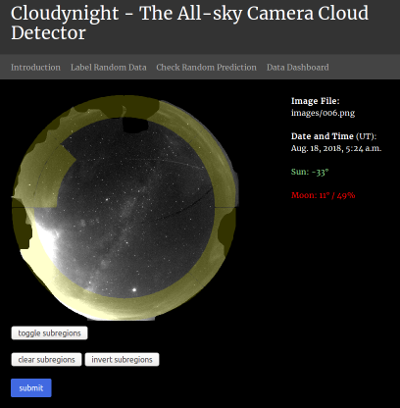 Cloudynight - The All-sky Camera Cloud
Detector
Introduction Label Random Data Check Random Prediction Data Dashboard
Image File:
images/006.png
Date and Time (UT):
Aug. 18, 2018, 5:24 a.m.
Sun: -33°
Moon: 11° / 49%
toggle subregions
clear subregions invert subregions
submit